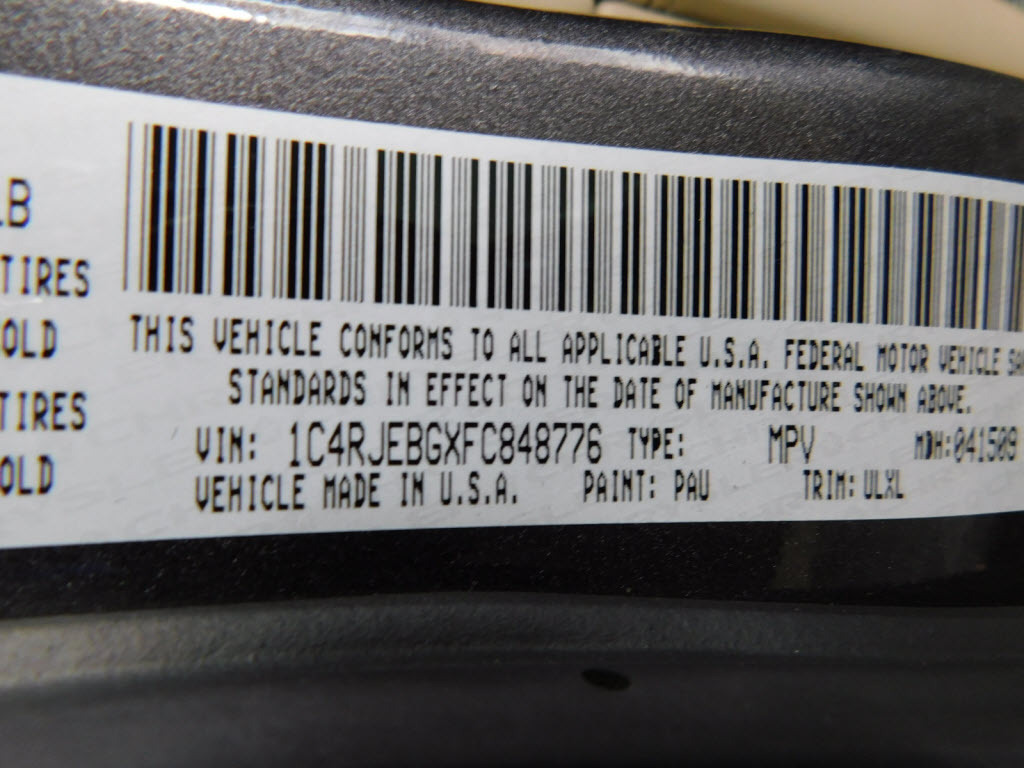 LB
TIRES
OLD
TIRES
OLD
THIS VEHICLE CONFORMS TO ALL APPLICABLE U.S.A. FEDERAL MOTOR VEHICLE SA
STANDARDS IN EFFECT ON THE DATE OF MANUFACTURE SHOWN ABOVE.
VIN: 1C4RJEBGXFC848776 TYPE: MPV MDH:041509
VEHICLE MADE IN U.S.A. PAINT: PAU TRIM: ULXL